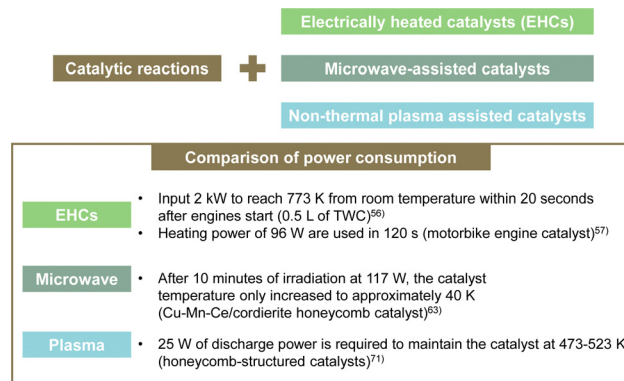 Electrically heated catalysts (EHCs)
Catalytic reactions + Microwave-assisted catalysts
Non-thermal plasma assisted catalysts
Comparison of power consumption
EHCs
• Input 2 kW to reach 773 K from room temperature within 20 seconds
after engines start (0.5 L of TWC)⁵⁶⁾
• Heating power of 96 W are used in 120 s (motorbike engine catalyst)⁵⁷⁾
Microwave
• After 10 minutes of irradiation at 117 W, the catalyst
temperature only increased to approximately 40 K
(Cu-Mn-Ce/cordierite honeycomb catalyst)⁶³⁾
Plasma
• 25 W of discharge power is required to maintain the catalyst at 473-523 K
(honeycomb-structured catalysts)⁷¹⁾